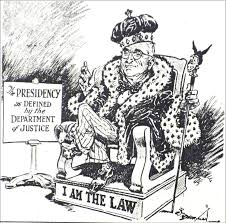 The PRESIDENCY
as DEFINED
by the
DEPARTMENT
of JUSTICE
I AM THE LAW